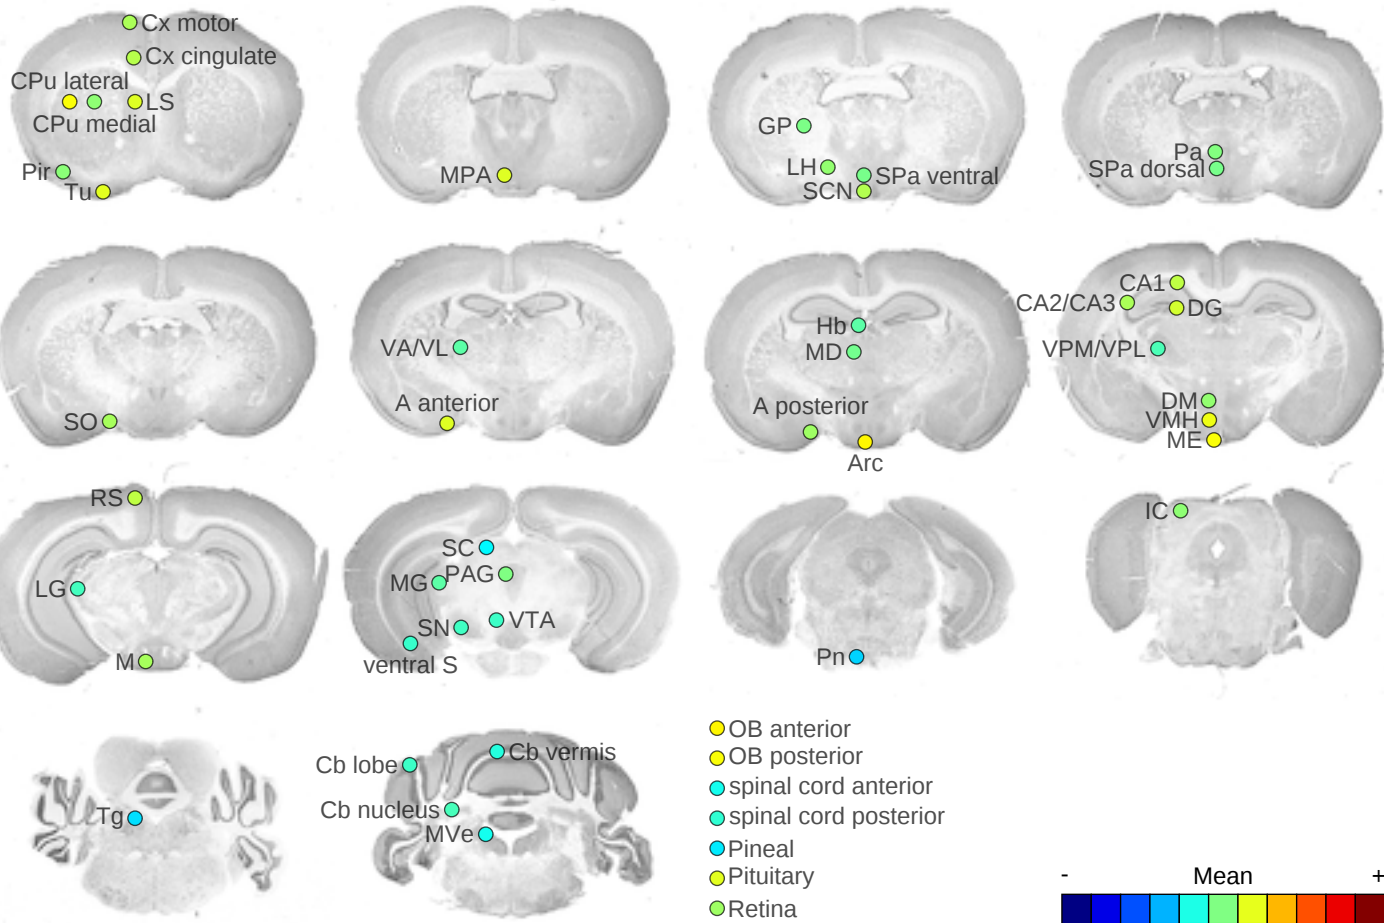 Cx motor
Cx cingulate
CPu lateral
LS
CPu medial
Pir
Tu
MPA
GP
LH
SPa ventral
SCN
Pa
SPa dorsal
SO
VA/VL
A anterior
Hb
MD
A posterior
Arc
CA1
CA2/CA3
DG
VPM/VPL
DM
VMH
ME
RS
LG
M
SC
MG
PAG
SN
VTA
ventral S
Pn
IC
Tg
Cb lobe
Cb vermis
Cb nucleus
MVe
OB anterior
OB posterior
spinal cord anterior
spinal cord posterior
Pineal
Pituitary
Retina
- Mean +